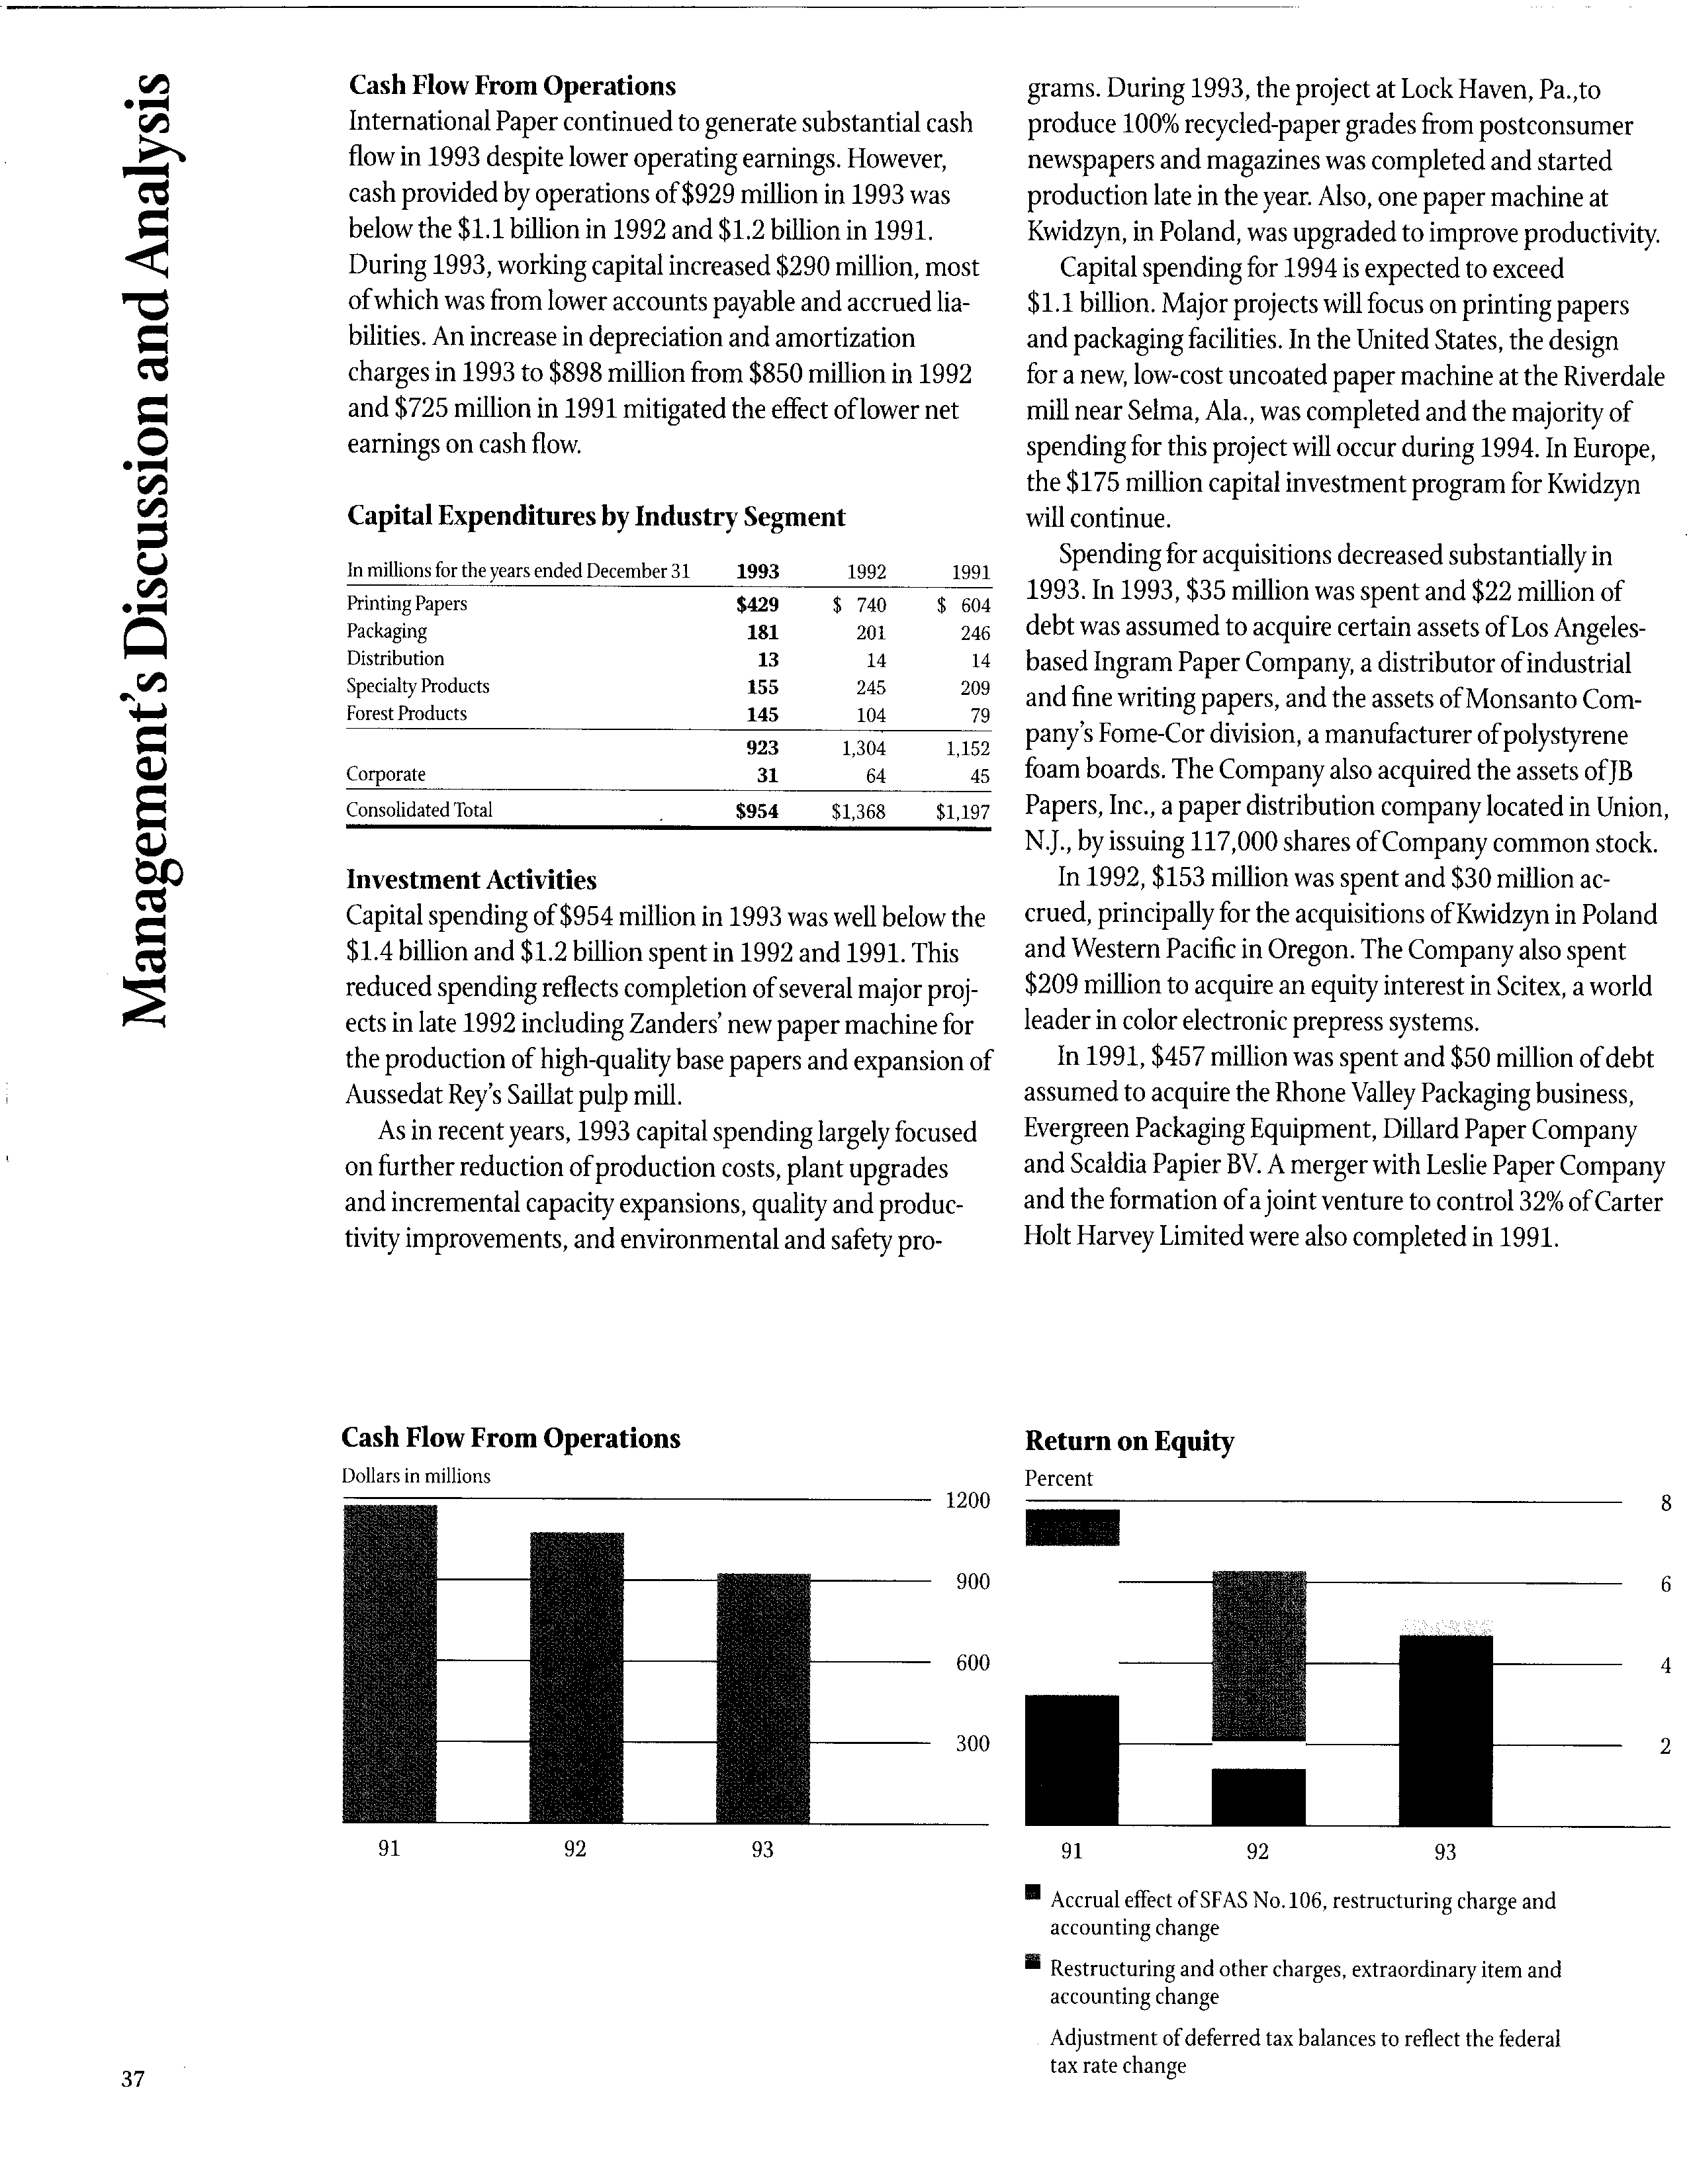 Management's Discussion and Analysis
Cash Flow From Operations
International Paper continued to generate substantial cash
flow in 1993 despite lower operating earnings. However,
cash provided by operations of $929 million in 1993 was
below the $1.1 billion in 1992 and $1.2 billion in 1991.
During 1993, working capital increased $290 million, most
of which was from lower accounts payable and accrued lia-
bilities. An increase in depreciation and amortization
charges in 1993 to $898 million from $850 million in 1992
and $725 million in 1991 mitigated the effect of lower net
earnings on cash flow.
Capital Expenditures by Industry Segment
In millions for the years ended December 31 1993 1992 1991
Printing Papers $429 $ 740 $ 604
Packaging 181 201 246
Distribution 13 14 14
Specialty Products 155 245 209
Forest Products 145 104 79
923 1,304 1,152
Corporate 31 64 45
Consolidated Total $954 $1,368 $1,197
Investment Activities
Capital spending of $954 million in 1993 was well below the
$1.4 billion and $1.2 billion spent in 1992 and 1991. This
reduced spending reflects completion of several major proj-
ects in late 1992 including Zanders' new paper machine for
the production of high-quality base papers and expansion of
Aussedat Rey's Saillat pulp mill.
As in recent years, 1993 capital spending largely focused
on further reduction of production costs, plant upgrades
and incremental capacity expansions, quality and produc-
tivity improvements, and environmental and safety pro-
grams. During 1993, the project at Lock Haven, Pa.,to
produce 100% recycled-paper grades from postconsumer
newspapers and magazines was completed and started
production late in the year. Also, one paper machine at
Kwidzyn, in Poland, was upgraded to improve productivity.
Capital spending for 1994 is expected to exceed
$1.1 billion. Major projects will focus on printing papers
and packaging facilities. In the United States, the design
for a new, low-cost uncoated paper machine at the Riverdale
mill near Selma, Ala., was completed and the majority of
spending for this project will occur during 1994. In Europe,
the $175 million capital investment program for Kwidzyn
will continue.
Spending for acquisitions decreased substantially in
1993. In 1993, $35 million was spent and $22 million of
debt was assumed to acquire certain assets of Los Angeles-
based Ingram Paper Company, a distributor of industrial
and fine writing papers, and the assets of Monsanto Com-
pany's Fome-Cor division, a manufacturer of polystyrene
foam boards. The Company also acquired the assets of JB
Papers, Inc., a paper distribution company located in Union,
N.J., by issuing 117,000 shares of Company common stock.
In 1992, $153 million was spent and $30 million ac-
crued, principally for the acquisitions of Kwidzyn in Poland
and Western Pacific in Oregon. The Company also spent
$209 million to acquire an equity interest in Scitex, a world
leader in color electronic prepress systems.
In 1991, $457 million was spent and $50 million of debt
assumed to acquire the Rhone Valley Packaging business,
Evergreen Packaging Equipment, Dillard Paper Company
and Scaldia Papier BV. A merger with Leslie Paper Company
and the formation of a joint venture to control 32% of Carter
Holt Harvey Limited were also completed in 1991.
Cash Flow From Operations
Dollars in millions
1200
900
600
300
91 92 93
Return on Equity
Percent
8
6
4
2
91 92 93
Accrual effect of SFAS No. 106, restructuring charge and
accounting change
Restructuring and other charges, extraordinary item and
accounting change
Adjustment of deferred tax balances to reflect the federal
tax rate change
37